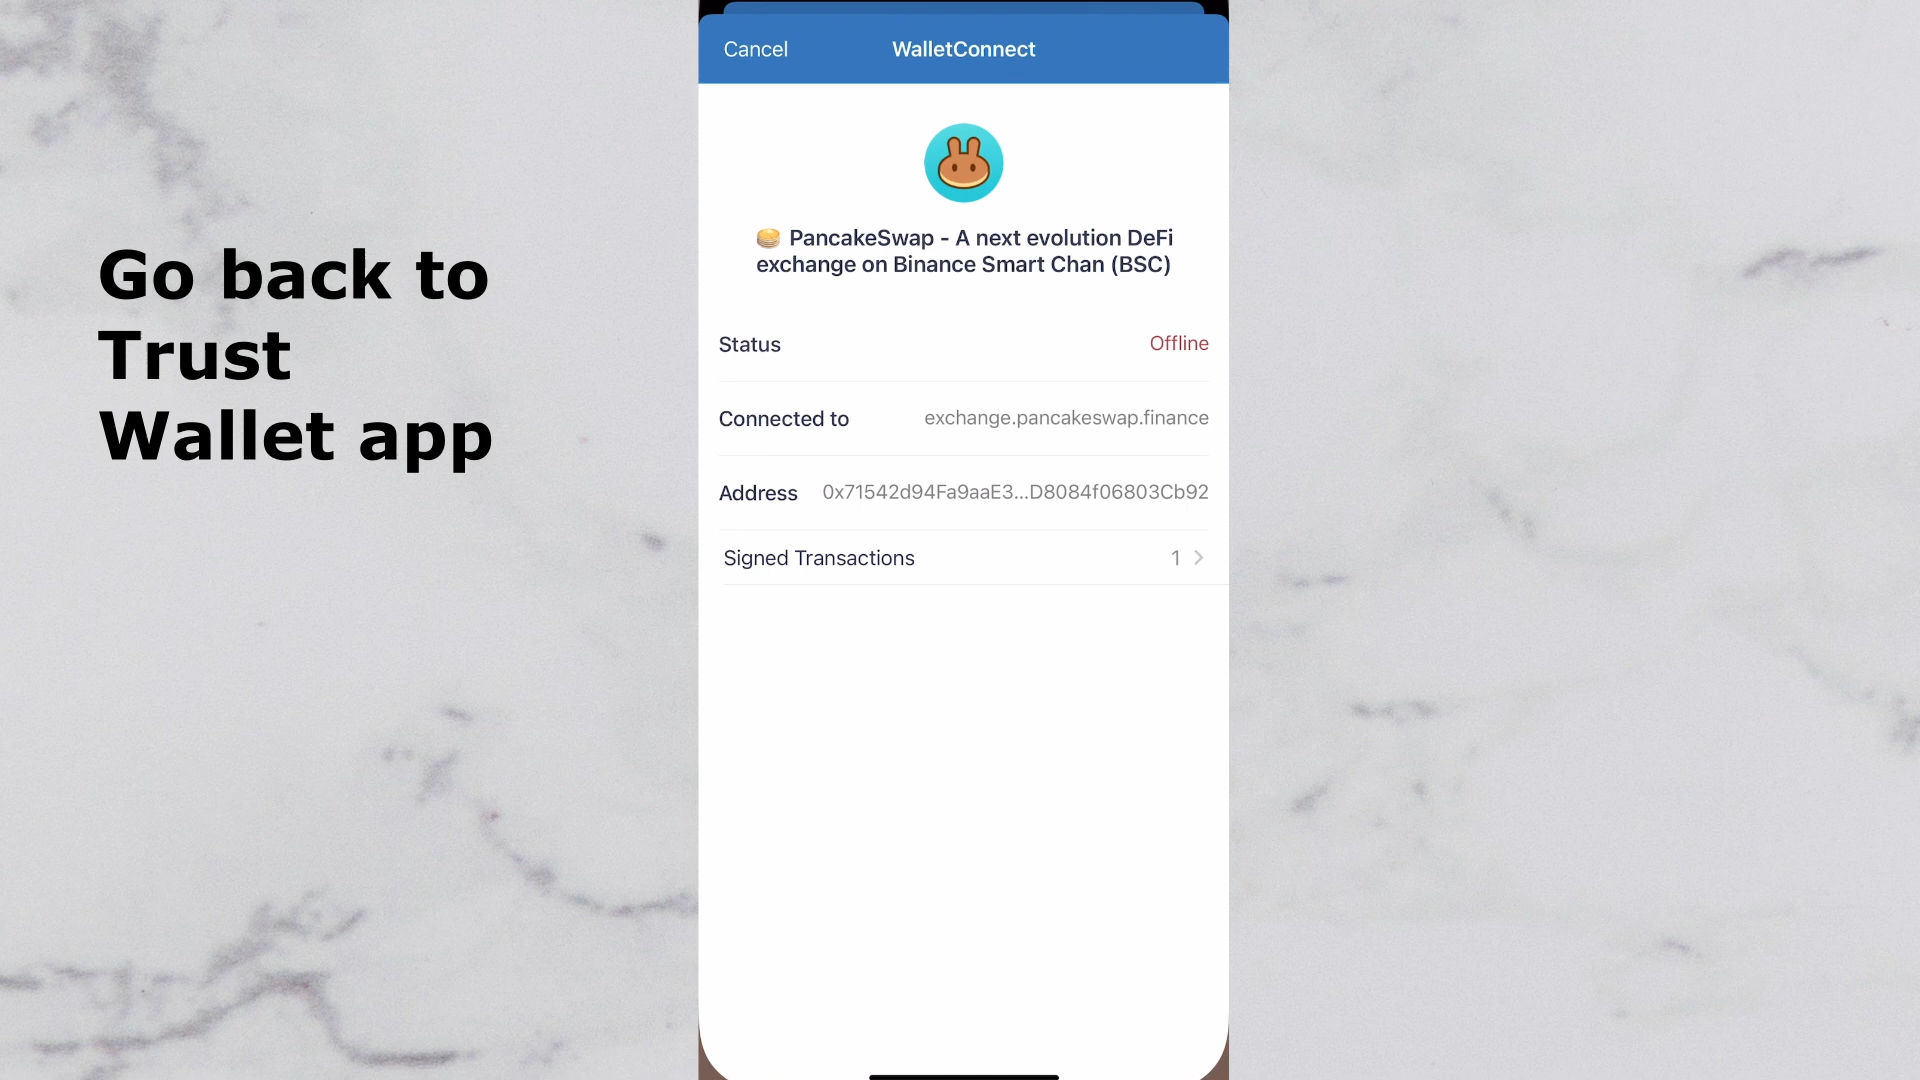 Go back to
Trust
Wallet app
Cancel
WalletConnect
🥞 PancakeSwap - A next evolution DeFi
exchange on Binance Smart Chan (BSC)
Status Offline
Connected to exchange.pancakeswap.finance
Address 0x71542d94Fa9aaE3...D8084f06803Cb92
Signed Transactions 1